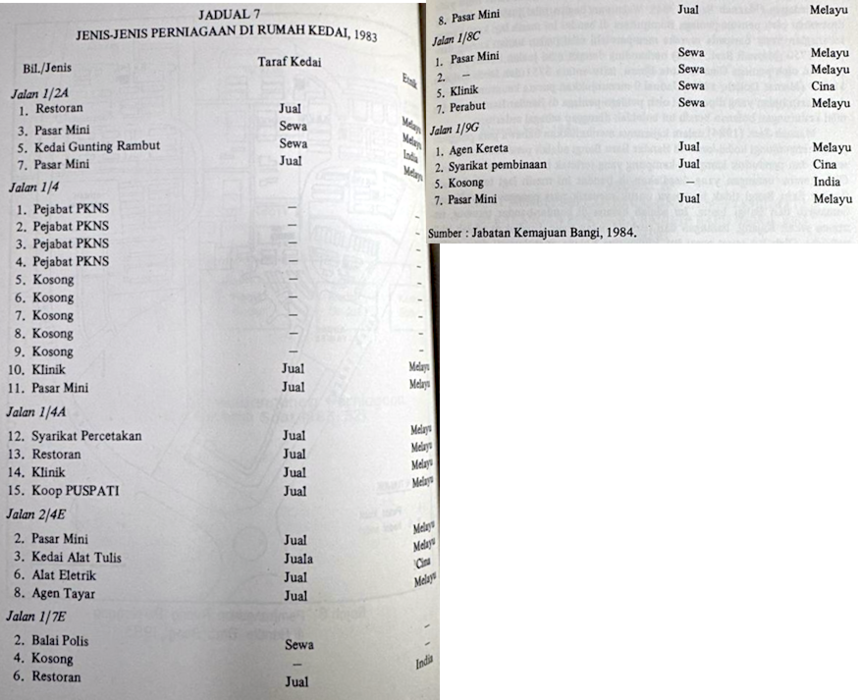 JADUAL 7
JENIS-JENIS PERNIAGAAN DI RUMAH KEDAI, 1983
Bil./Jenis Taraf Kedai Etnik
Jalan 1/2A
1. Restoran Jual Melayu
3. Pasar Mini Sewa Melayu
5. Kedai Gunting Rambut Sewa India
7. Pasar Mini Jual Melayu
Jalan 1/4
1. Pejabat PKNS – –
2. Pejabat PKNS – –
3. Pejabat PKNS – –
4. Pejabat PKNS – –
5. Kosong – –
6. Kosong – –
7. Kosong – –
8. Kosong – –
9. Kosong – –
10. Klinik Jual Melayu
11. Pasar Mini Jual Melayu
Jalan 1/4A
12. Syarikat Percetakan Jual Melayu
13. Restoran Jual Melayu
14. Klinik Jual Melayu
15. Koop PUSPATI Jual Melayu
Jalan 2/4E
2. Pasar Mini Jual Melayu
3. Kedai Alat Tulis Juala Melayu
6. Alat Eletrik Jual Cina
8. Agen Tayar Jual Melayu
Jalan 1/7E
2. Balai Polis Sewa –
4. Kosong – –
6. Restoran Jual India
8. Pasar Mini Jual Melayu
Jalan 1/8C
1. Pasar Mini Sewa Melayu
2. – Sewa Melayu
5. Klinik Sewa Cina
7. Perabut Sewa Melayu
Jalan 1/9G
1. Agen Kereta Jual Melayu
2. Syarikat pembinaan Jual Cina
5. Kosong – India
7. Pasar Mini Jual Melayu
Sumber : Jabatan Kemajuan Bangi, 1984.